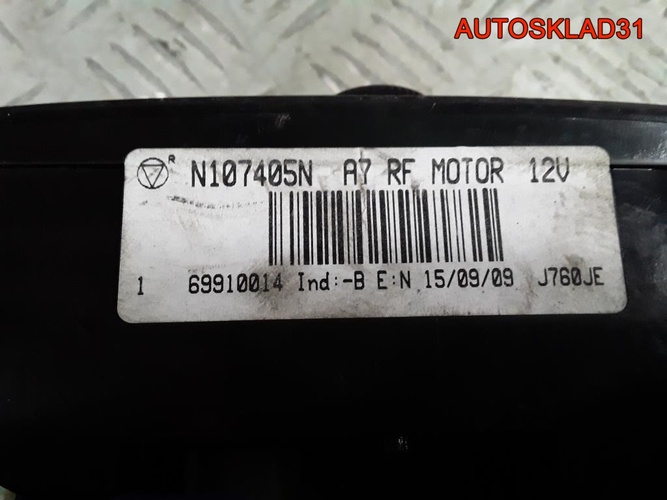 AUTOSKLAD31
R N107405N A7 RF MOTOR 12V
1 69910014 Ind:-B E:N 15/09/09 J760JE